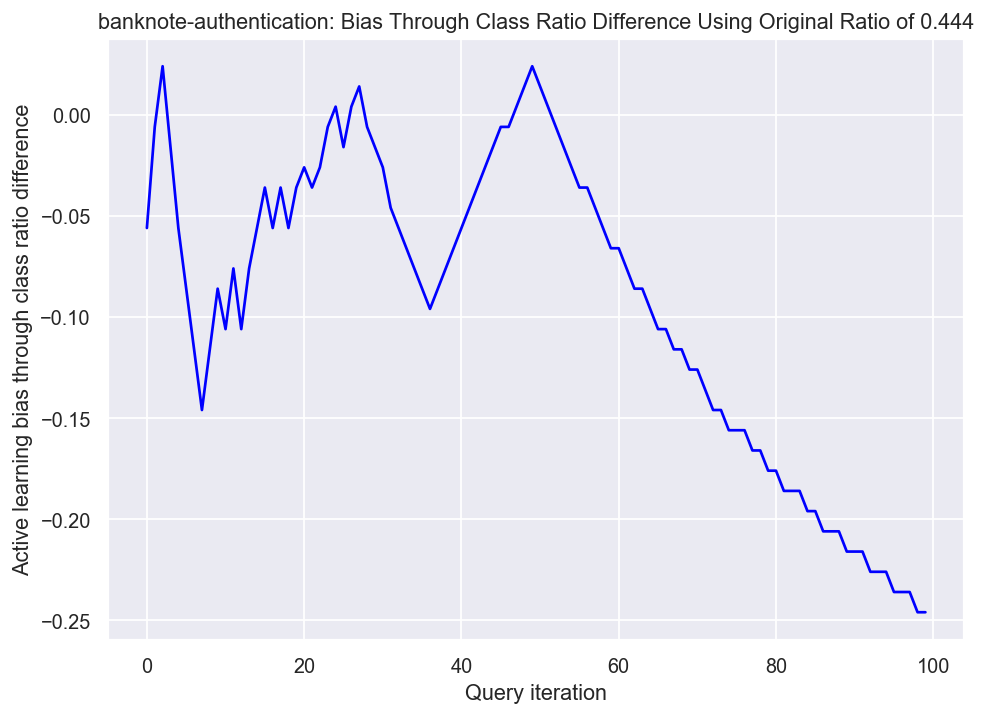 banknote-authentication: Bias Through Class Ratio Difference Using Original Ratio of 0.444
Active learning bias through class ratio difference
0.00
−0.05
−0.10
−0.15
−0.20
−0.25
0 20 40 60 80 100
Query iteration